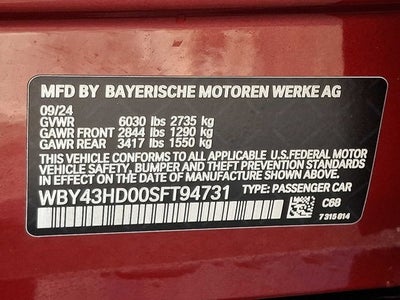 MFD BY BAYERISCHE MOTOREN WERKE AG
09/24
GVWR 6030 lbs 2735 kg
GAWR FRONT 2844 lbs 1290 kg
GAWR REAR 3417 lbs 1550 kg
THIS VEHICLE CONFORMS TO ALL APPLICABLE U.S. FEDERAL MOTOR
VEHICLE SAFETY, BUMPER AND THEFT PREVENTION STANDARDS
IN EFFECT ON THE DATE OF MANUFACTURE SHOWN ABOVE.
WBY43HD00SFT94731 TYPE: PASSENGER CAR
C68
7 315 014